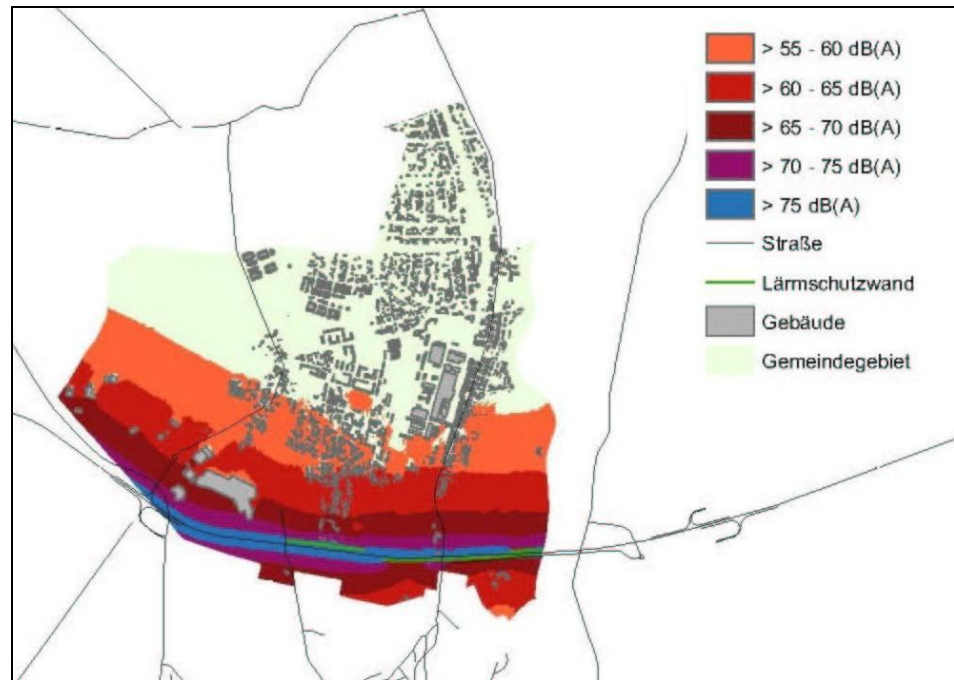 > 55 - 60 dB(A)
> 60 - 65 dB(A)
> 65 - 70 dB(A)
> 70 - 75 dB(A)
> 75 dB(A)
Straße
Lärmschutzwand
Gebäude
Gemeindegebiet